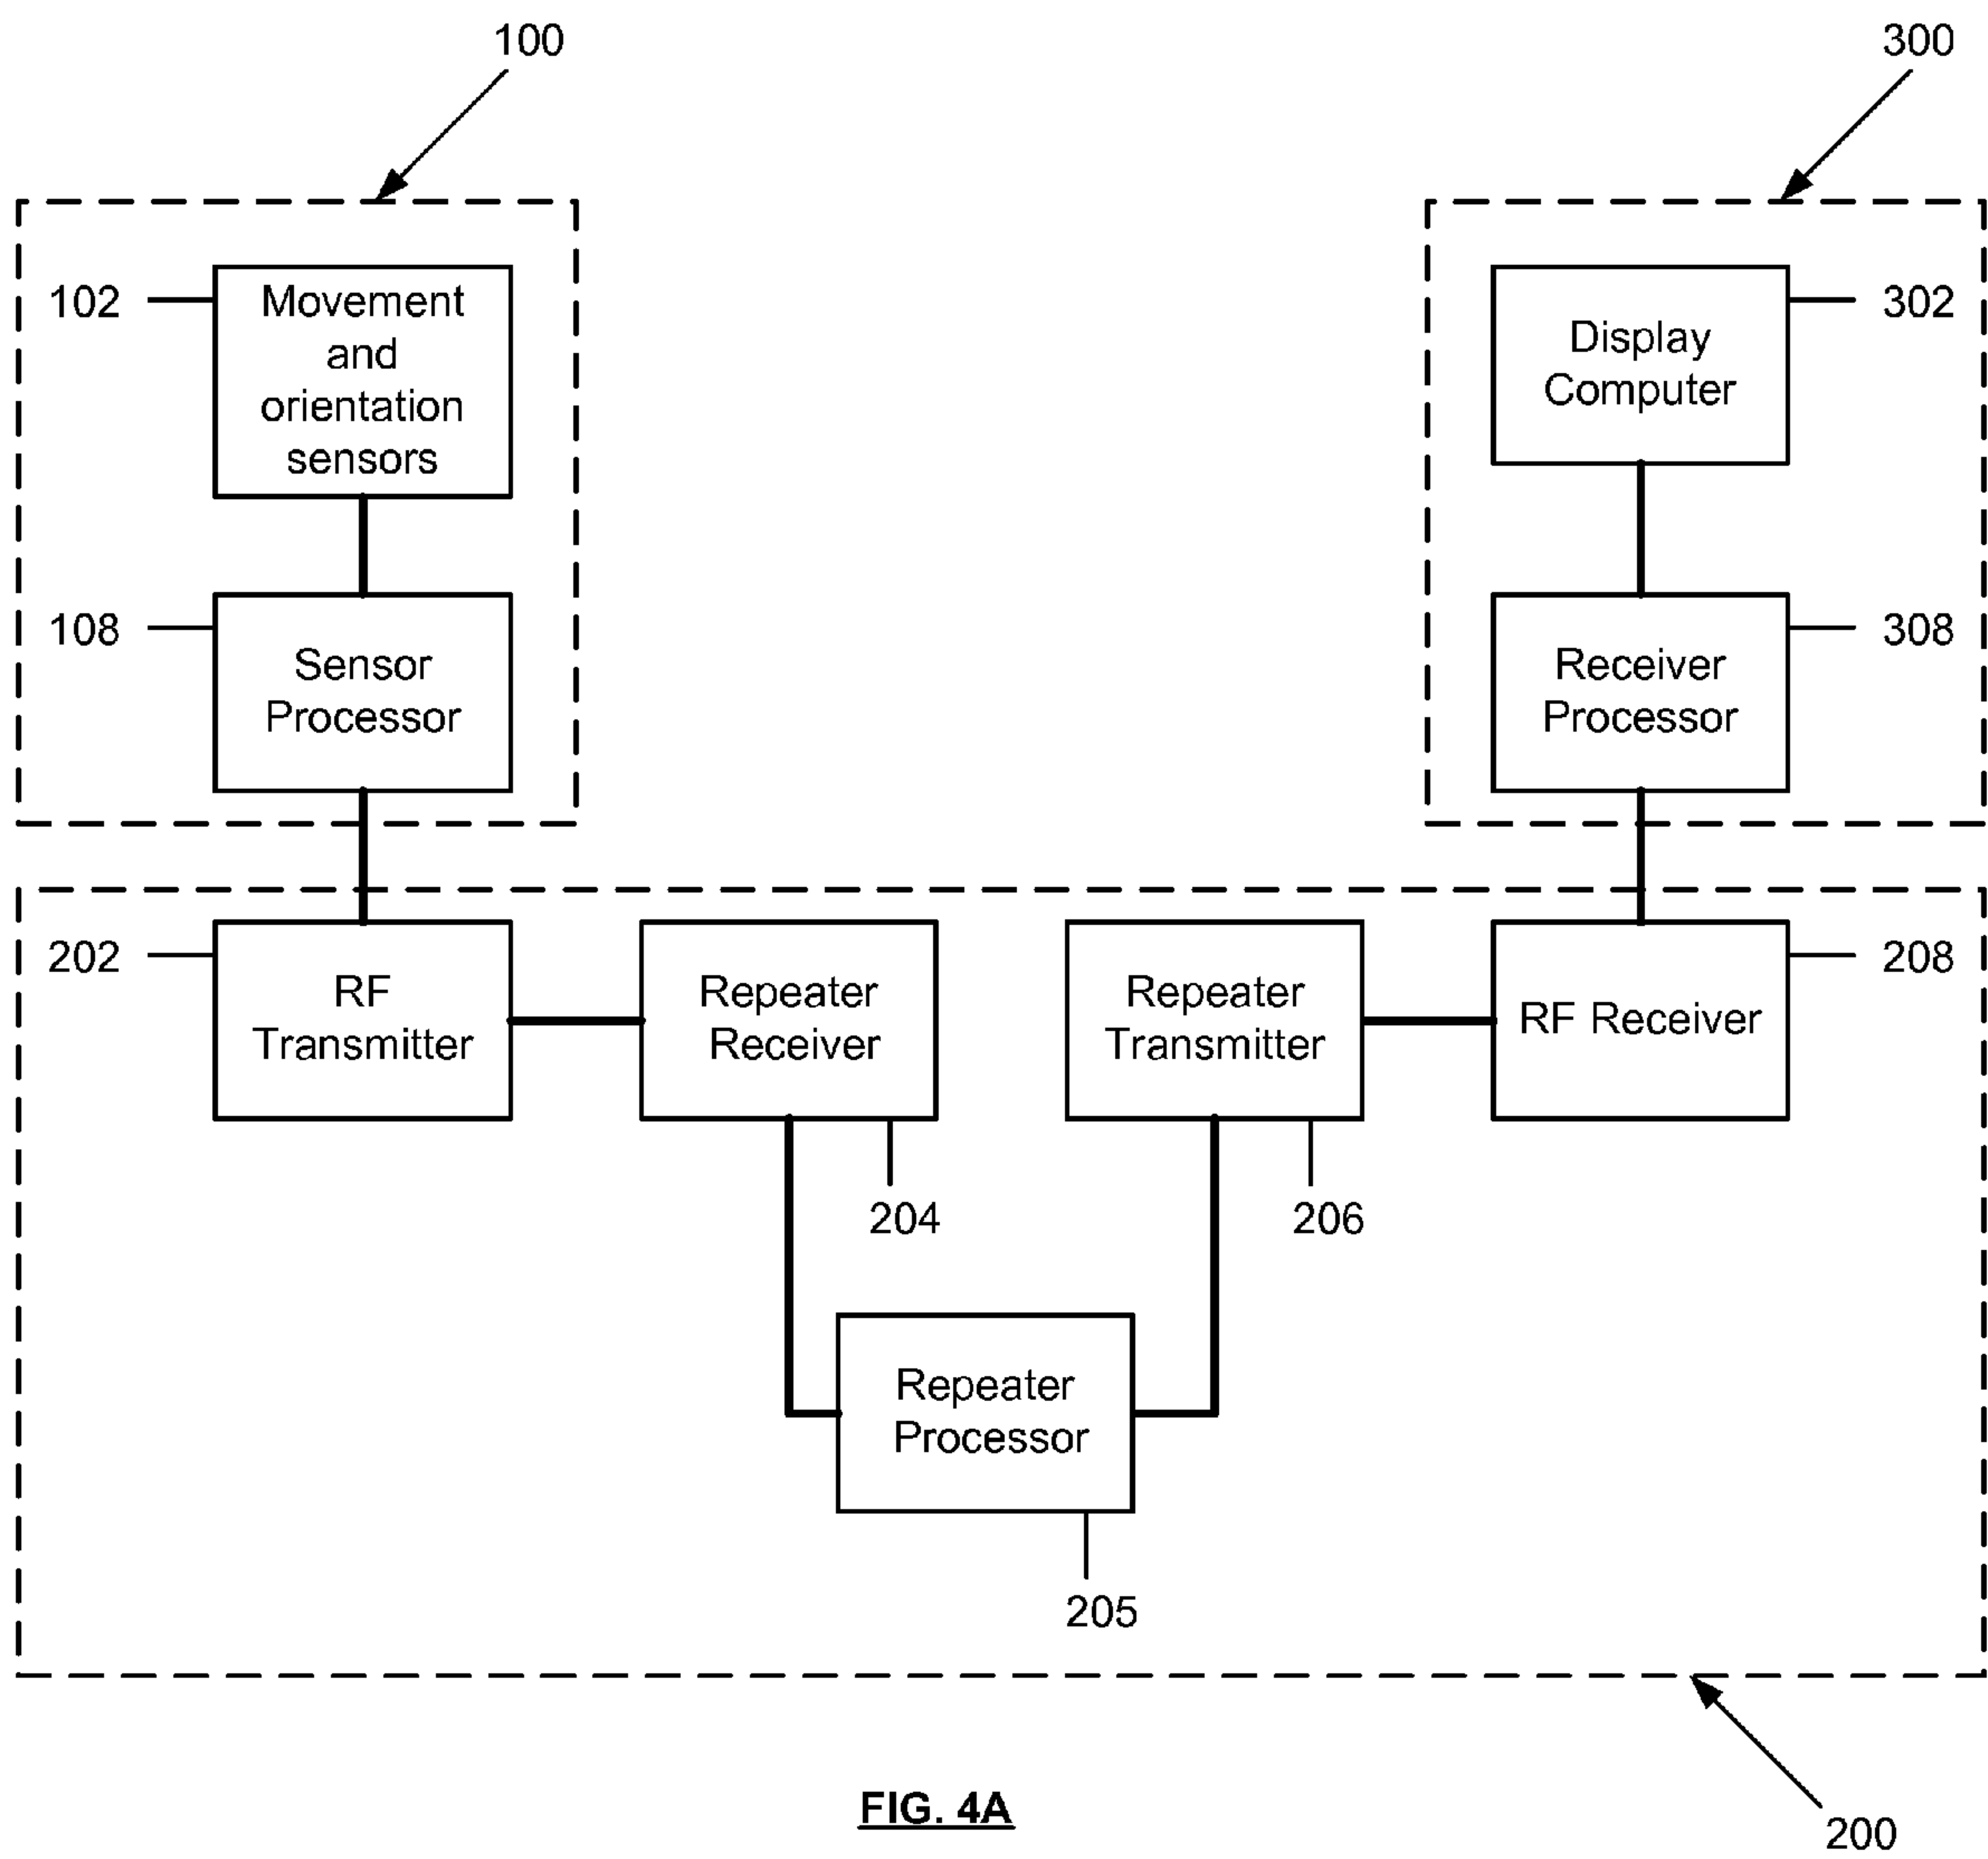 100
300
102
Movement
and
orientation
sensors
Display
Computer
302
108
Sensor
Processor
Receiver
Processor
308
202
RF
Transmitter
Repeater
Receiver
Repeater
Transmitter
RF Receiver
208
204
206
Repeater
Processor
205
FIG. 4A
200